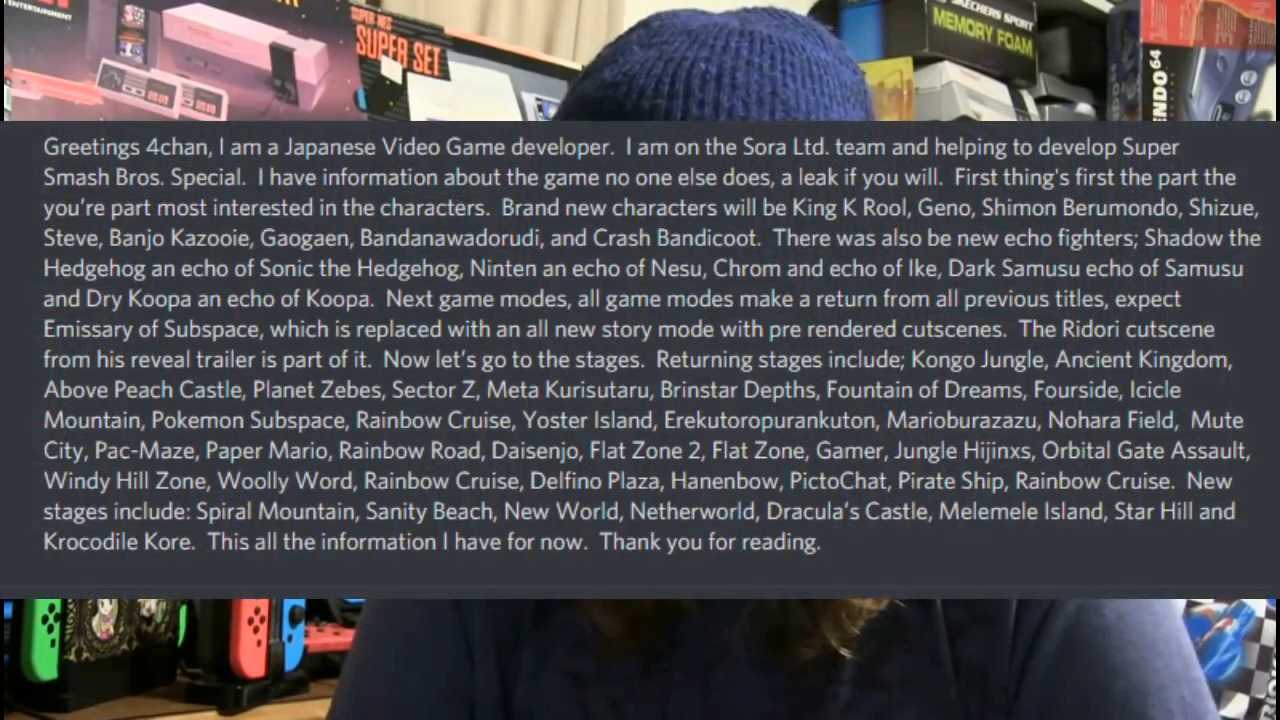 ENTERTAINMENT
SUPER NES
SUPER SET
SKECHERS SPORT
MEMORY FOAM
Greetings 4chan, I am a Japanese Video Game developer.  I am on the Sora Ltd. team and helping to develop Super
Smash Bros. Special.  I have information about the game no one else does, a leak if you will.  First thing's first the part the
you're part most interested in the characters.  Brand new characters will be King K Rool, Geno, Shimon Berumondo, Shizue,
Steve, Banjo Kazooie, Gaogaen, Bandanawadorudi, and Crash Bandicoot.  There was also be new echo fighters; Shadow the
Hedgehog an echo of Sonic the Hedgehog, Ninten an echo of Nesu, Chrom and echo of Ike, Dark Samusu echo of Samusu
and Dry Koopa an echo of Koopa.  Next game modes, all game modes make a return from all previous titles, expect
Emissary of Subspace, which is replaced with an all new story mode with pre rendered cutscenes.  The Ridori cutscene
from his reveal trailer is part of it.  Now let's go to the stages.  Returning stages include; Kongo Jungle, Ancient Kingdom,
Above Peach Castle, Planet Zebes, Sector Z, Meta Kurisutaru, Brinstar Depths, Fountain of Dreams, Fourside, Icicle
Mountain, Pokemon Subspace, Rainbow Cruise, Yoster Island, Erekutoropurankuton, Marioburazazu, Nohara Field,  Mute
City, Pac-Maze, Paper Mario, Rainbow Road, Daisenjo, Flat Zone 2, Flat Zone, Gamer, Jungle Hijinxs, Orbital Gate Assault,
Windy Hill Zone, Woolly Word, Rainbow Cruise, Delfino Plaza, Hanenbow, PictoChat, Pirate Ship, Rainbow Cruise.  New
stages include: Spiral Mountain, Sanity Beach, New World, Netherworld, Dracula's Castle, Melemele Island, Star Hill and
Krocodile Kore.  This all the information I have for now.  Thank you for reading.